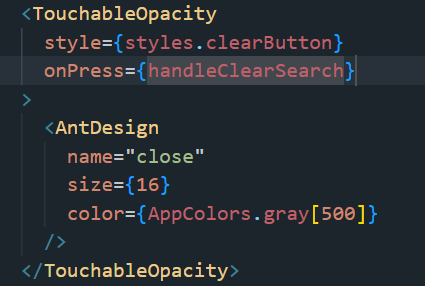 <TouchableOpacity
style={styles.clearButton}
onPress={handleClearSearch}
>
<AntDesign
name="close"
size={16}
color={AppColors.gray[500]}
/>
</TouchableOpacity>